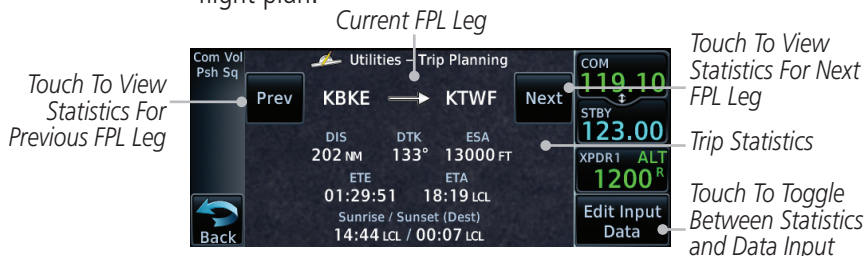 flight plan.
Current FPL Leg
Touch To View
Statistics For
Previous FPL Leg
Com Vol
Psh Sq
Utilities – Trip Planning
Prev
KBKE
KTWF
Next
DIS
DTK
ESA
202 NM
133°
13000 FT
ETE
ETA
01:29:51
18:19 LCL
Sunrise / Sunset (Dest)
14:44 LCL / 00:07 LCL
Back
COM
119.10
STBY
123.00
XPDR1 ALT
1200 R
Edit Input
Data
Touch To View
Statistics For Next
FPL Leg
Trip Statistics
Touch To Toggle
Between Statistics
and Data Input